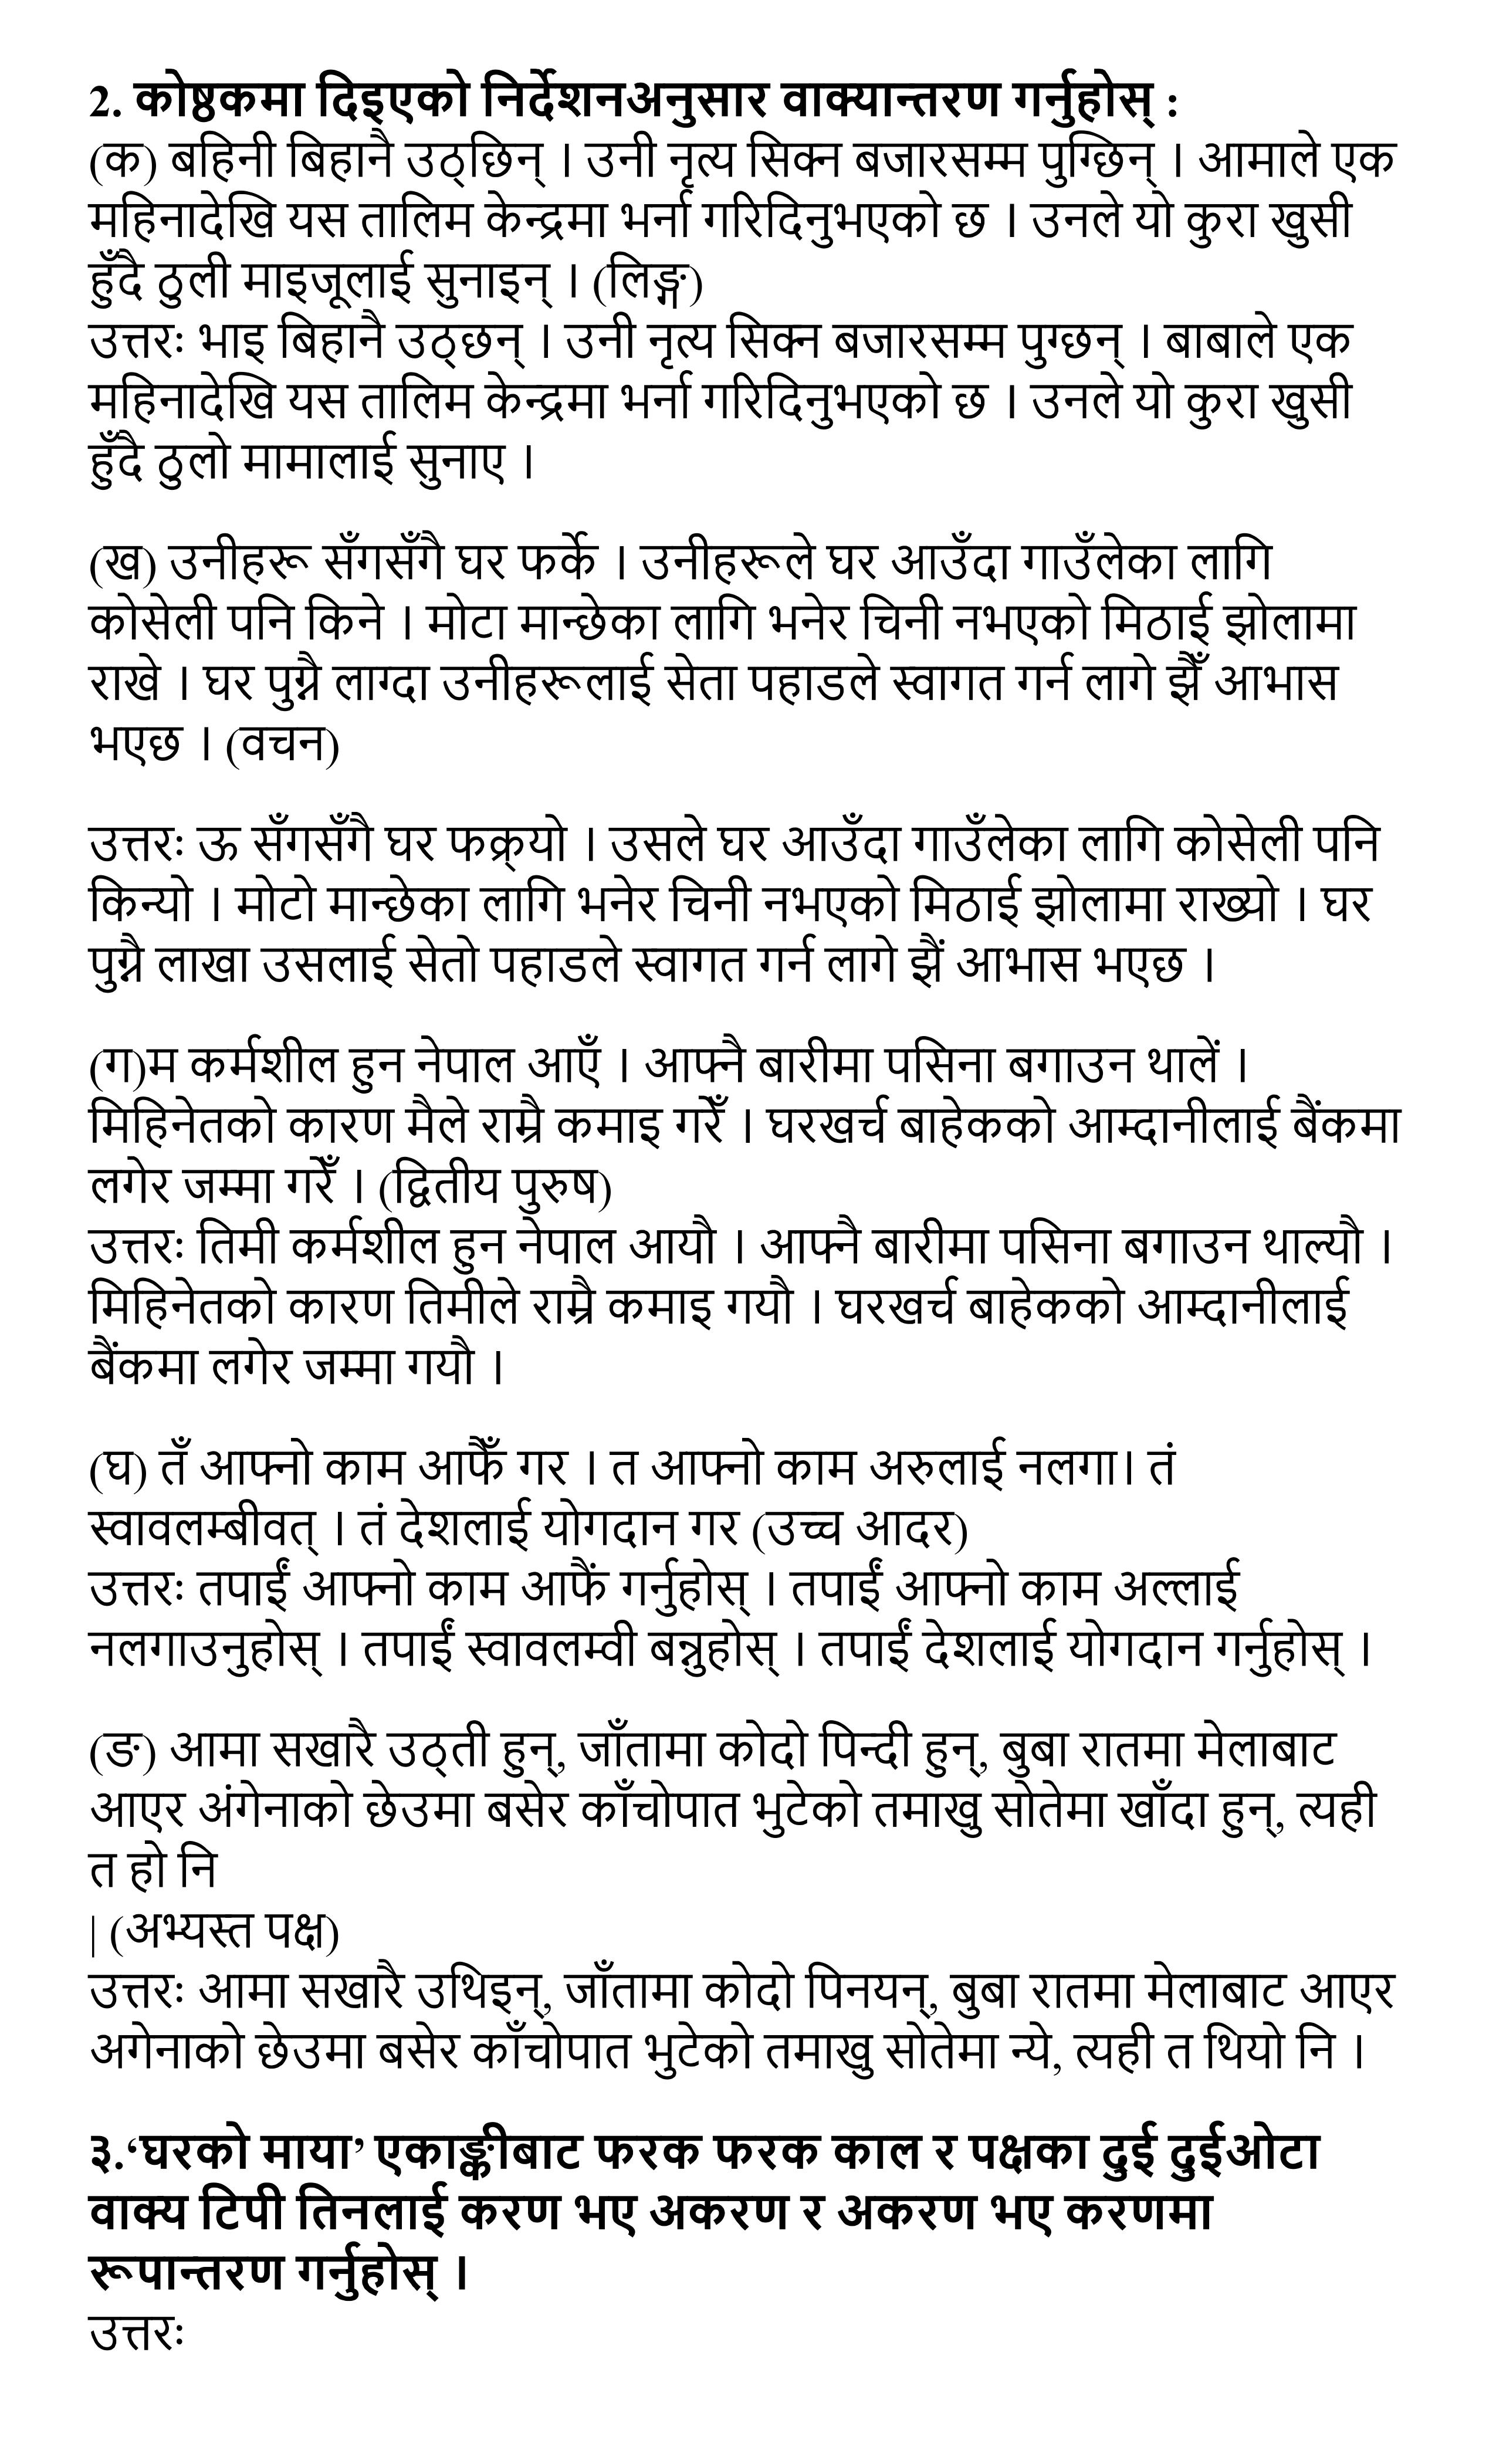 2. कोष्ठकमा दिइएको निर्देशनअनुसार वाक्यान्तरण गर्नुहोस् :
(क) बहिनी बिहानै उठ्छिन् । उनी नृत्य सिक्न बजारसम्म पुग्छिन् । आमाले एक
महिनादेखि यस तालिम केन्द्रमा भर्ना गरिदिनुभएको छ । उनले यो कुरा खुसी
हुँदै ठुली माइजूलाई सुनाइन् । (लिङ्ग)
उत्तरः भाइ बिहानै उठ्छन् । उनी नृत्य सिक्न बजारसम्म पुग्छन् । बाबाले एक
महिनादेखि यस तालिम केन्द्रमा भर्ना गरिदिनुभएको छ । उनले यो कुरा खुसी
हुँदै ठुलो मामालाई सुनाए ।
(ख) उनीहरू सँगसँगै घर फर्के । उनीहरूले घर आउँदा गाउँलेका लागि
कोसेली पनि किने । मोटा मान्छेका लागि भनेर चिनी नभएको मिठाई झोलामा
राखे । घर पुग्नै लाग्दा उनीहरूलाई सेता पहाडले स्वागत गर्न लागे झैँ आभास
भएछ । (वचन)
उत्तरः ऊ सँगसँगै घर फक्र्यो । उसले घर आउँदा गाउँलेका लागि कोसेली पनि
किन्यो । मोटो मान्छेका लागि भनेर चिनी नभएको मिठाई झोलामा राख्यो । घर
पुग्नै लाखा उसलाई सेतो पहाडले स्वागत गर्न लागे झैं आभास भएछ ।
(ग)म कर्मशील हुन नेपाल आएँ । आफ्नै बारीमा पसिना बगाउन थालें ।
मिहिनेतको कारण मैले राम्रै कमाइ गरेँ । घरखर्च बाहेकको आम्दानीलाई बैंकमा
लगेर जम्मा गरेँ । (द्वितीय पुरुष)
उत्तरः तिमी कर्मशील हुन नेपाल आयौ । आफ्नै बारीमा पसिना बगाउन थाल्यौ ।
मिहिनेतको कारण तिमीले राम्रै कमाइ गयौ । घरखर्च बाहेकको आम्दानीलाई
बैंकमा लगेर जम्मा गयौ ।
(घ) तँ आफ्नो काम आफैँ गर । त आफ्नो काम अरुलाई नलगा। तं
स्वावलम्बीवत् । तं देशलाई योगदान गर (उच्च आदर)
उत्तरः तपाईं आफ्नो काम आफैं गर्नुहोस् । तपाईं आफ्नो काम अल्लाई
नलगाउनुहोस् । तपाईं स्वावलम्वी बन्नुहोस् । तपाईं देशलाई योगदान गर्नुहोस् ।
(ङ) आमा सखारै उठ्ती हुन्, जाँतामा कोदो पिन्दी हुन्, बुबा रातमा मेलाबाट
आएर अंगेनाको छेउमा बसेर काँचोपात भुटेको तमाखु सोतेमा खाँदा हुन्, त्यही
त हो नि
| (अभ्यस्त पक्ष)
उत्तरः आमा सखारै उथिइन्, जाँतामा कोदो पिनयन्, बुबा रातमा मेलाबाट आएर
अगेनाको छेउमा बसेर काँचोपात भुटेको तमाखु सोतेमा न्ये, त्यही त थियो नि ।
३.‘घरको माया’ एकाङ्कीबाट फरक फरक काल र पक्षका दुई दुईओटा
वाक्य टिपी तिनलाई करण भए अकरण र अकरण भए करणमा
रूपान्तरण गर्नुहोस् ।
उत्तरः